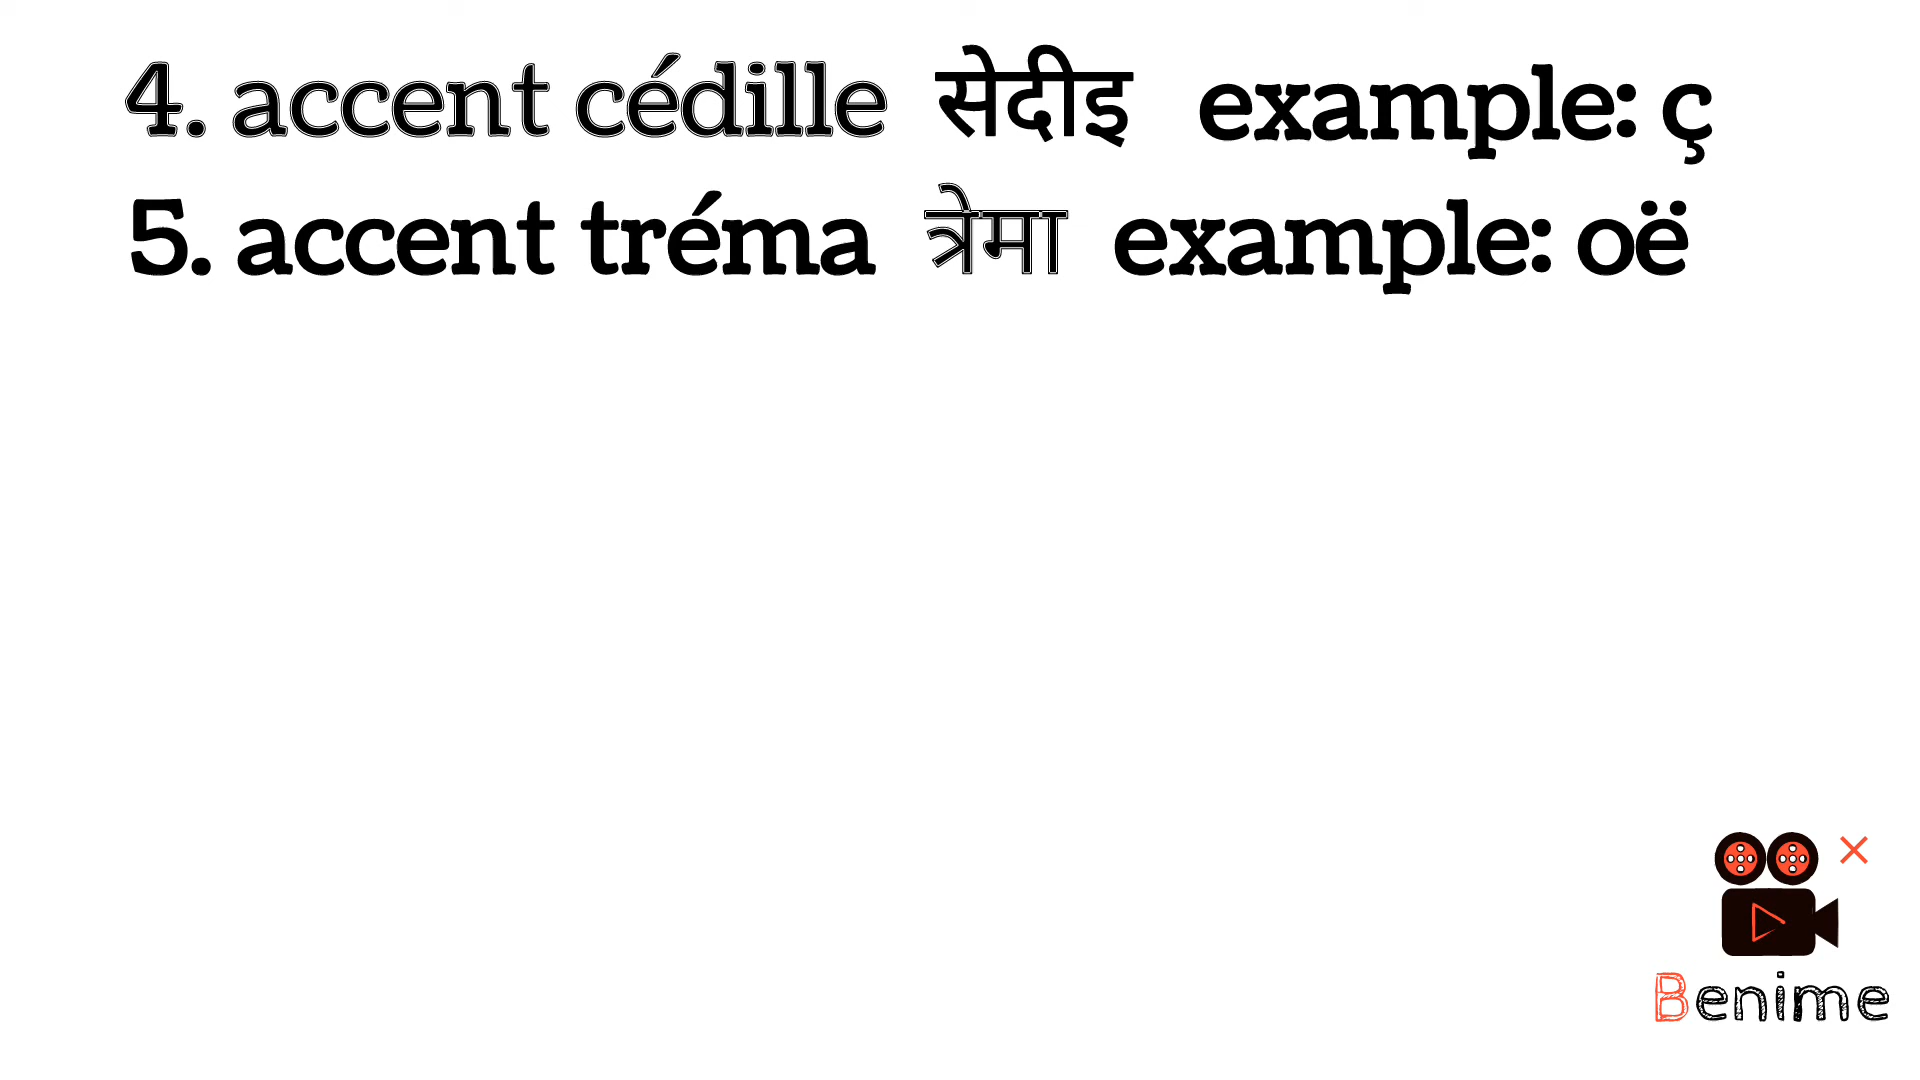 4. accent cédille सेदीइ example: ç
5. accent tréma त्रेमा example: oë
Benime